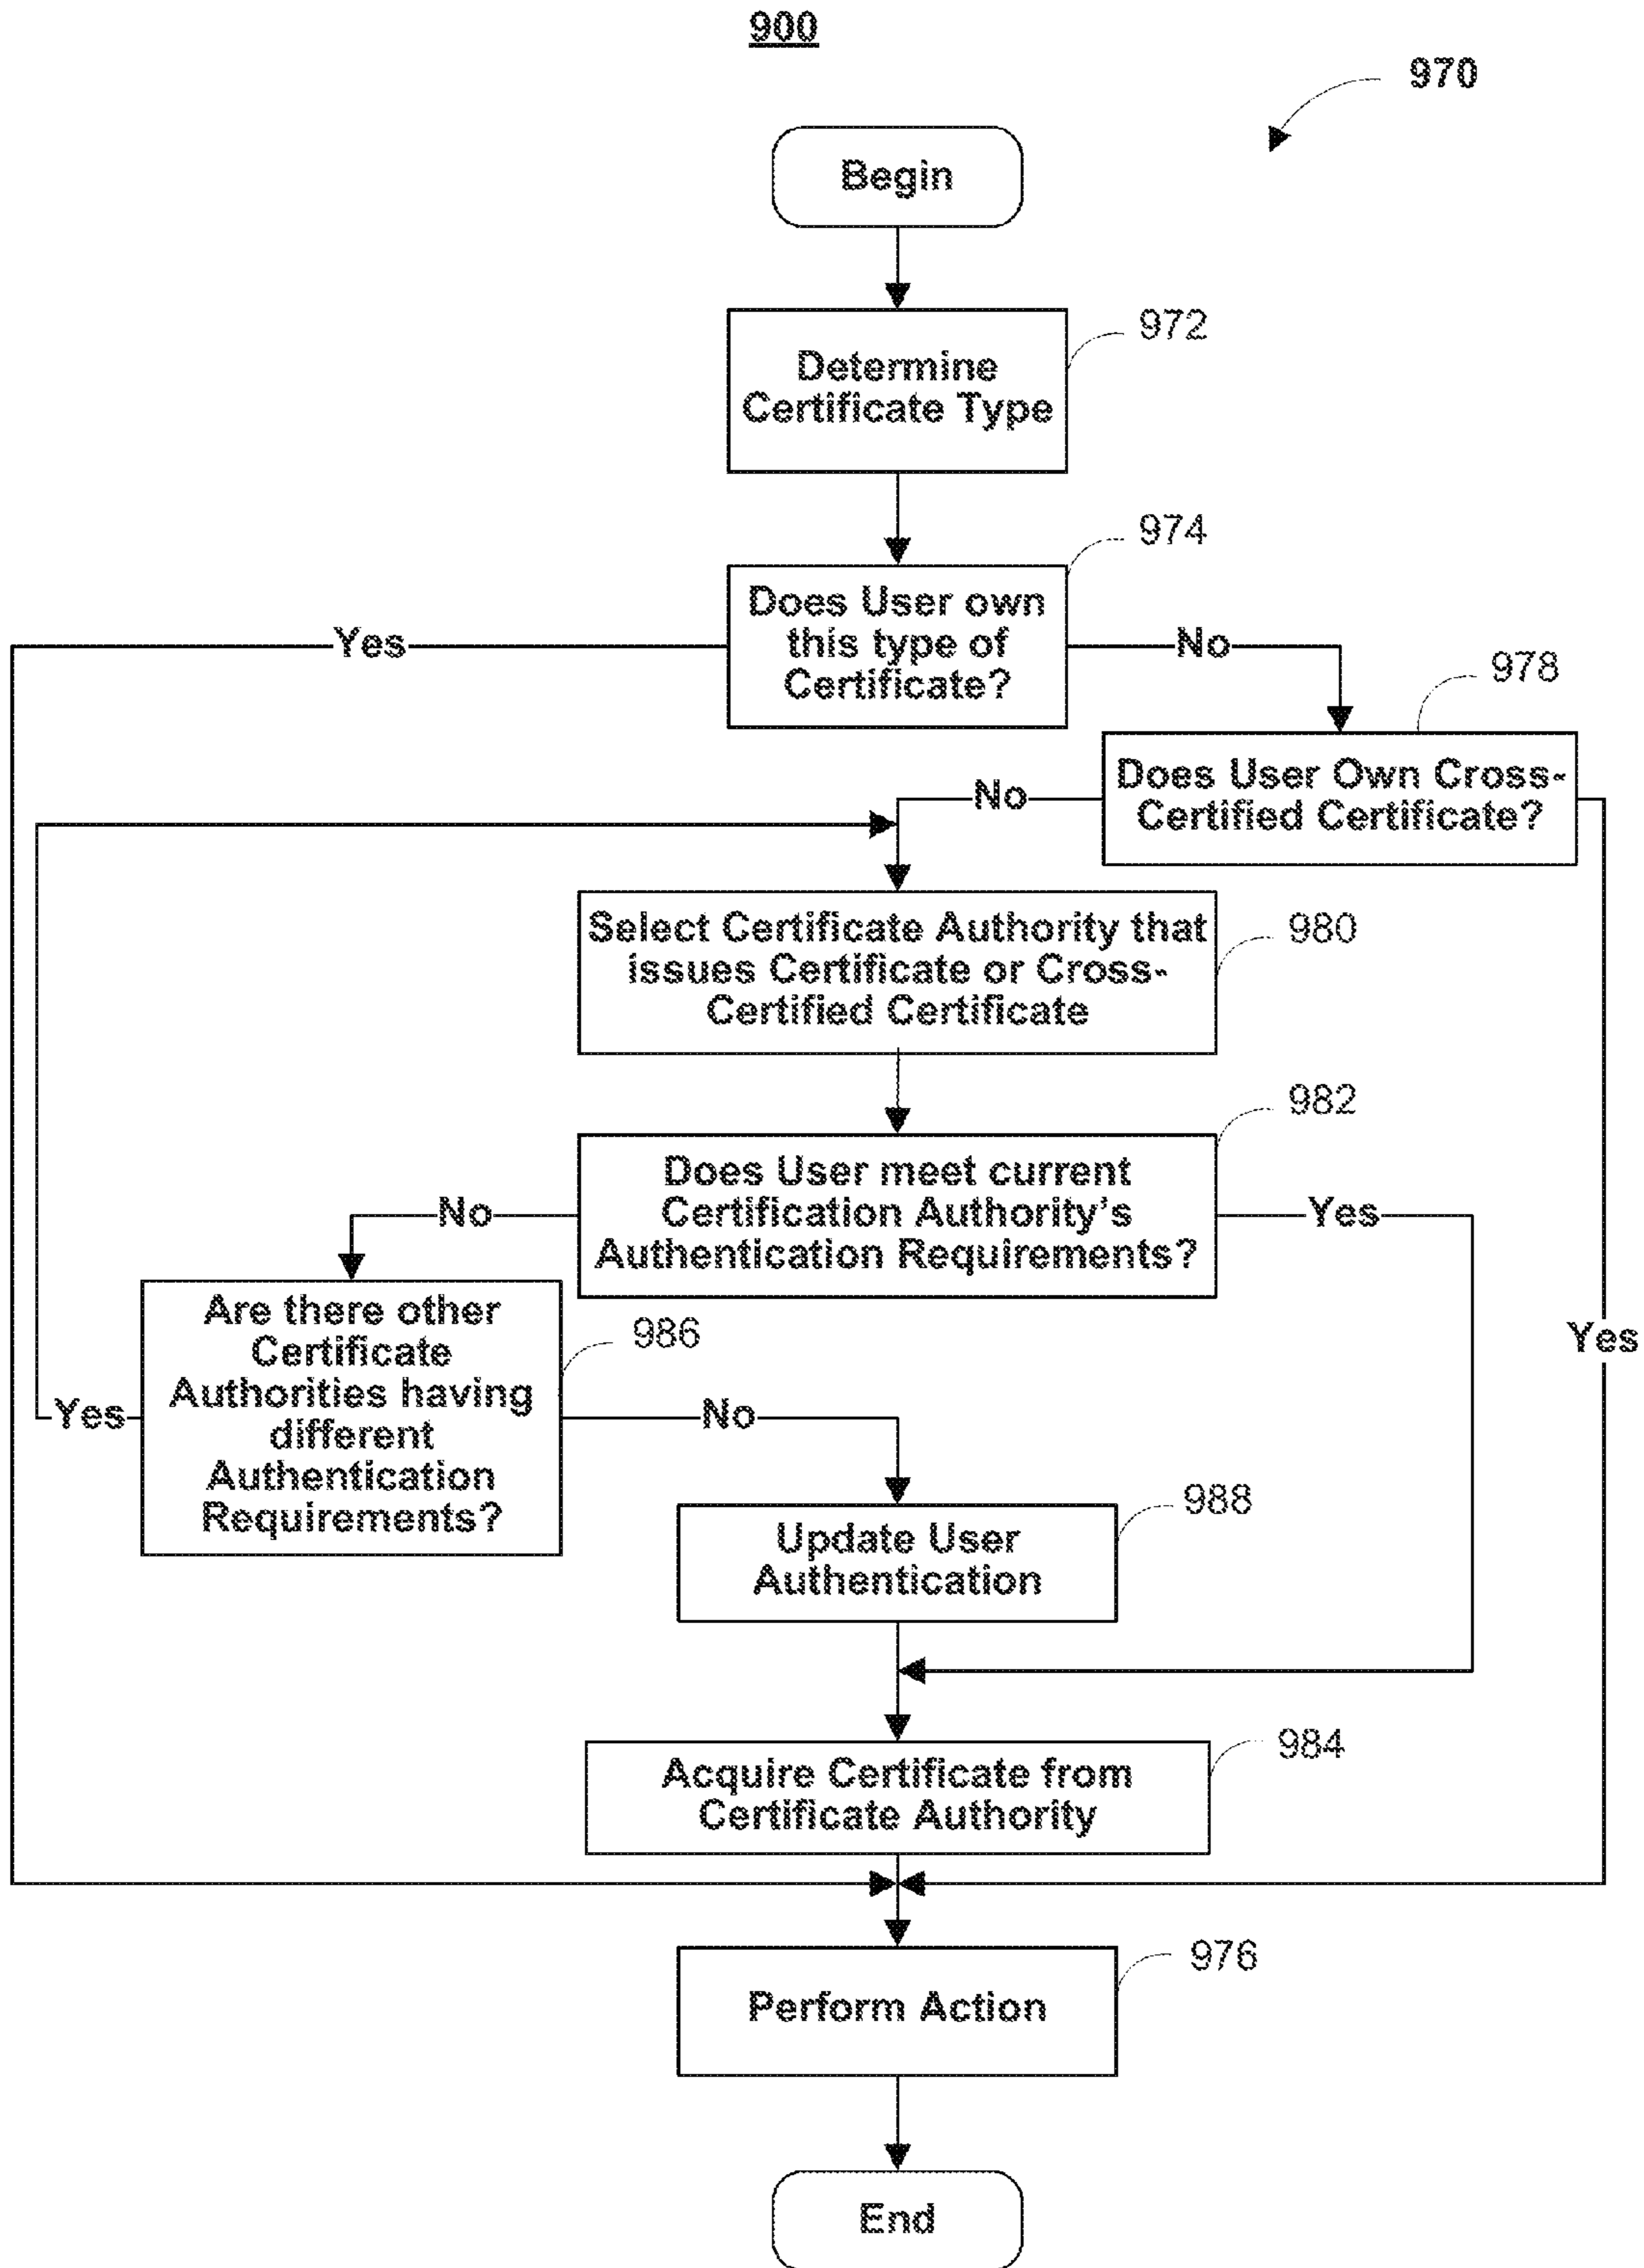 900
970
Begin
972
Determine
Certificate Type
974
Does User own
this type of
Certificate?
Yes
No
978
Does User Own Cross-
Certified Certificate?
No
Yes
Select Certificate Authority that
issues Certificate or Cross-
Certified Certificate
980
982
Does User meet current
Certification Authority's
Authentication Requirements?
No
Yes
Are there other
Certificate
Authorities having
different
Authentication
Requirements?
986
Yes
No
988
Update User
Authentication
984
Acquire Certificate from
Certificate Authority
976
Perform Action
End